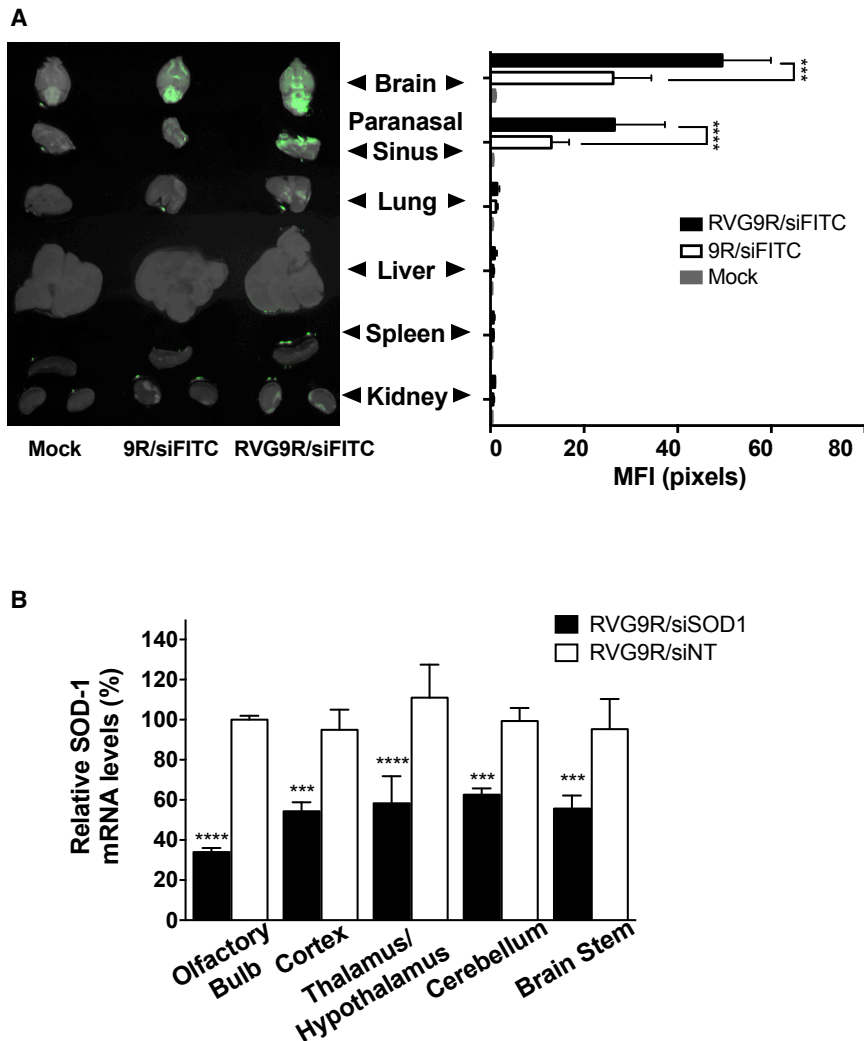 A
Brain
Paranasal
Sinus
Lung
Liver
Spleen
Kidney
Mock
9R/siFITC
RVG9R/siFITC
***
****
RVG9R/siFITC
9R/siFITC
Mock
0
20
40
60
80
MFI (pixels)
B
RVG9R/siSOD1
RVG9R/siNT
Relative SOD-1
mRNA levels (%)
140
120
100
80
60
40
20
0
****
***
****
***
***
Olfactory
Bulb
Cortex
Thalamus/
Hypothalamus
Cerebellum
Brain Stem